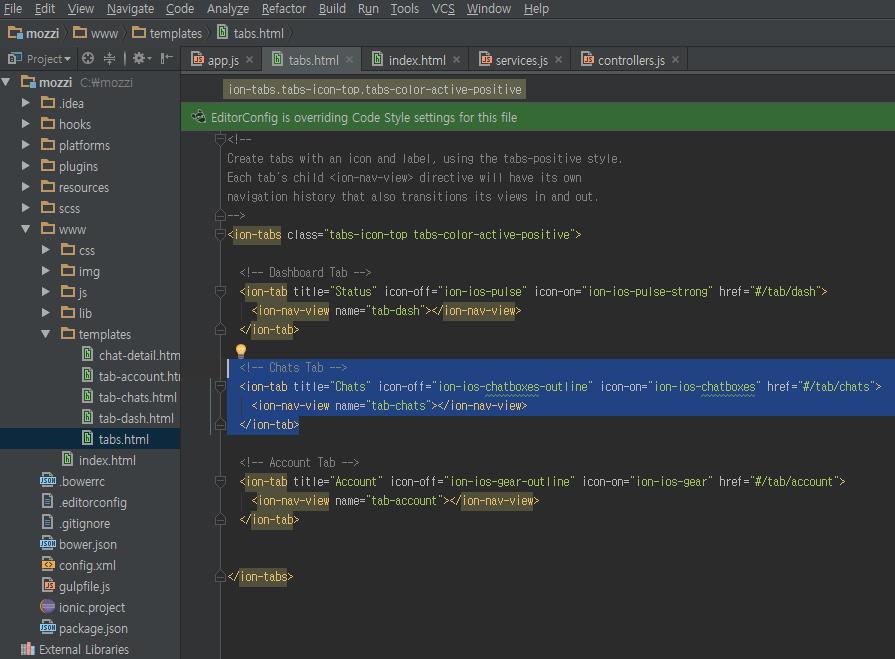 File Edit View Navigate Code Analyze Refactor Build Run Tools VCS Window Help
mozzi www templates tabs.html
Project app.js tabs.html index.html services.js controllers.js
mozzi C:₩mozzi
.idea
hooks
platforms
plugins
resources
scss
www
css
img
js
lib
templates
chat-detail.htm
tab-account.ht
tab-chats.html
tab-dash.html
tabs.html
index.html
.bowerrc
.editorconfig
.gitignore
bower.json
config.xml
gulpfile.js
ionic.project
package.json
External Libraries
ion-tabs.tabs-icon-top.tabs-color-active-positive
EditorConfig is overriding Code Style settings for this file
<!--
Create tabs with an icon and label, using the tabs-positive style.
Each tab's child <ion-nav-view> directive will have its own
navigation history that also transitions its views in and out.
-->
<ion-tabs class="tabs-icon-top tabs-color-active-positive">
<!-- Dashboard Tab -->
<ion-tab title="Status" icon-off="ion-ios-pulse" icon-on="ion-ios-pulse-strong" href="#/tab/dash">
<ion-nav-view name="tab-dash"></ion-nav-view>
</ion-tab>
<!-- Chats Tab -->
<ion-tab title="Chats" icon-off="ion-ios-chatboxes-outline" icon-on="ion-ios-chatboxes" href="#/tab/chats">
<ion-nav-view name="tab-chats"></ion-nav-view>
</ion-tab>
<!-- Account Tab -->
<ion-tab title="Account" icon-off="ion-ios-gear-outline" icon-on="ion-ios-gear" href="#/tab/account">
<ion-nav-view name="tab-account"></ion-nav-view>
</ion-tab>
</ion-tabs>